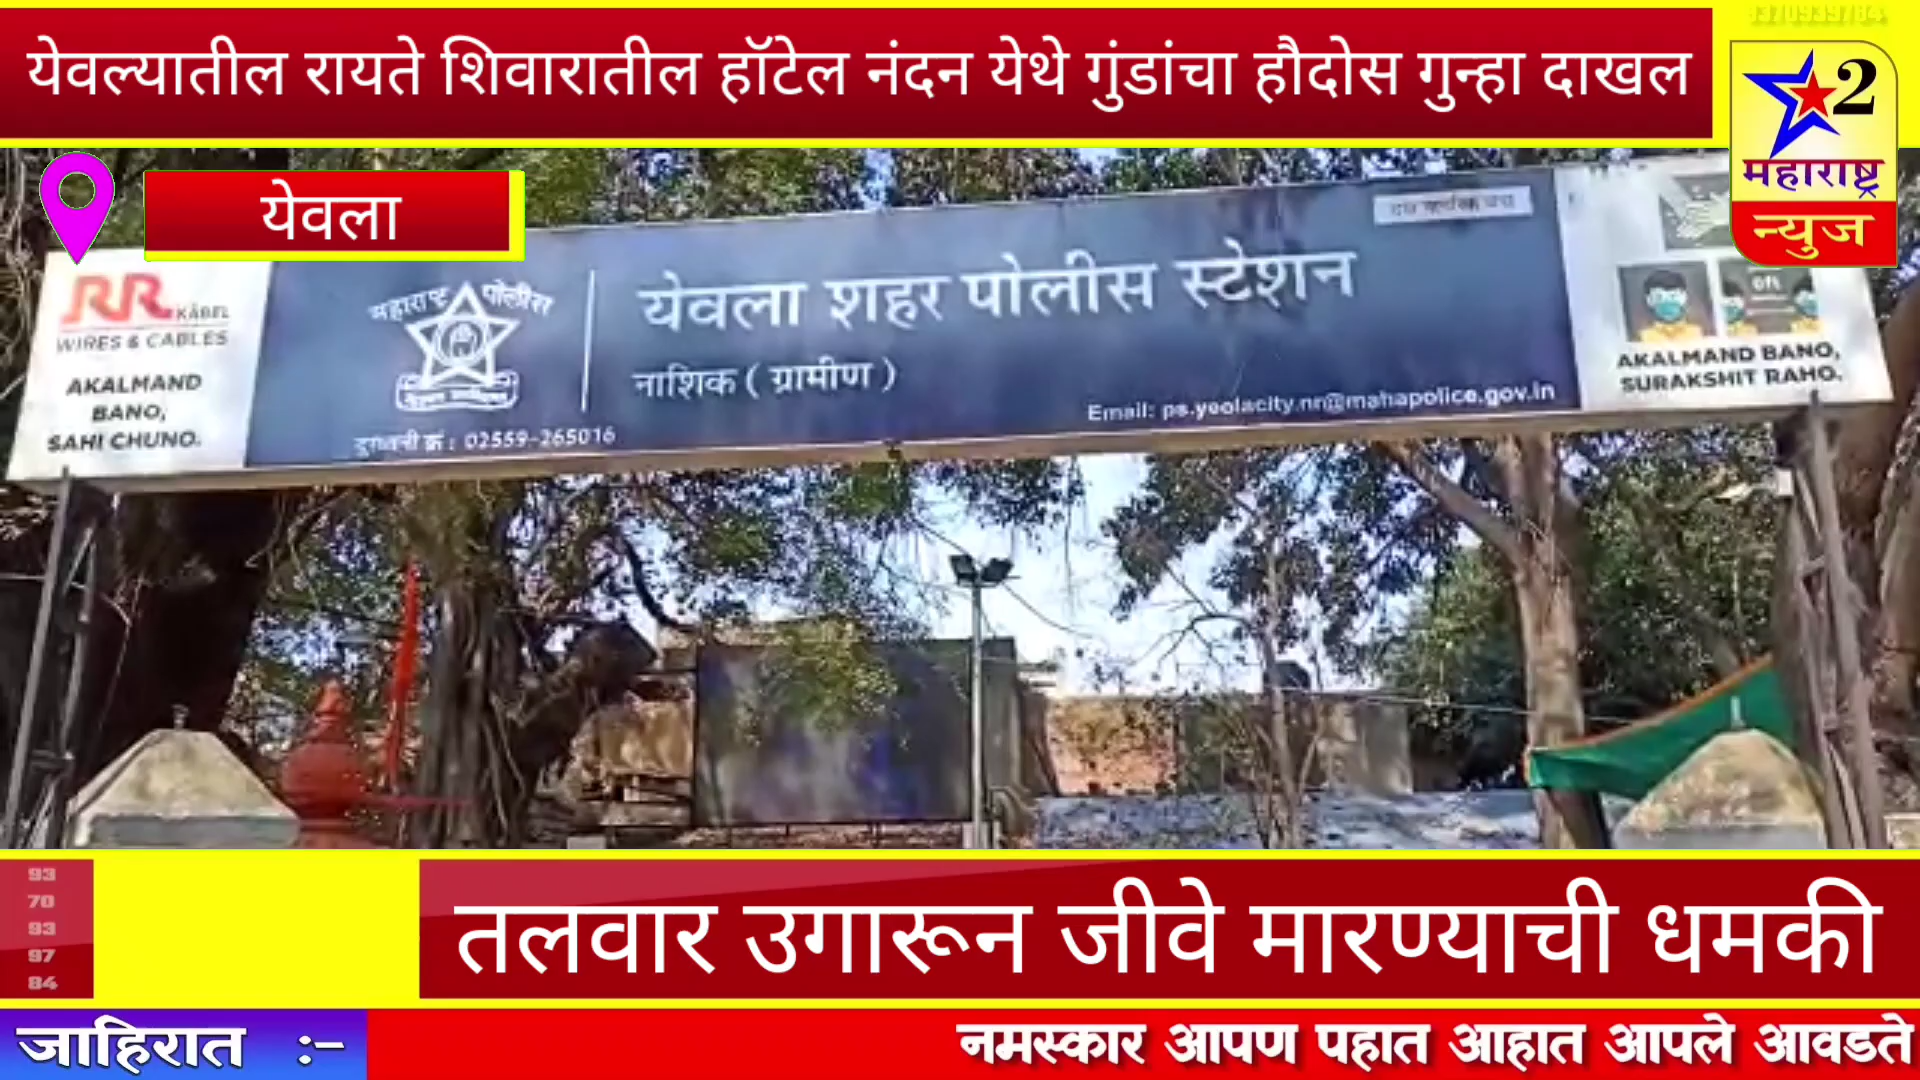 येवल्यातील रायते शिवारातील हॉटेल नंदन येथे गुंडांचा हौदोस गुन्हा दाखल
9370939784
2
महाराष्ट्र
न्युज
येवला
RR KABEL
WIRES & CABLES
AKALMAND
BANO,
SAHI CHUNO.
महाराष्ट्र पोलीस
येवला शहर पोलीस स्टेशन
नाशिक ( ग्रामीण )
दुरध्वनी क्रं : 02559-265016
Email: ps.yeolacity.nr@mahapolice.gov.in
6ft
AKALMAND BANO,
SURAKSHIT RAHO.
93
70
93
97
84
तलवार उगारून जीवे मारण्याची धमकी
जाहिरात :-
नमस्कार आपण पहात आहात आपले आवडते